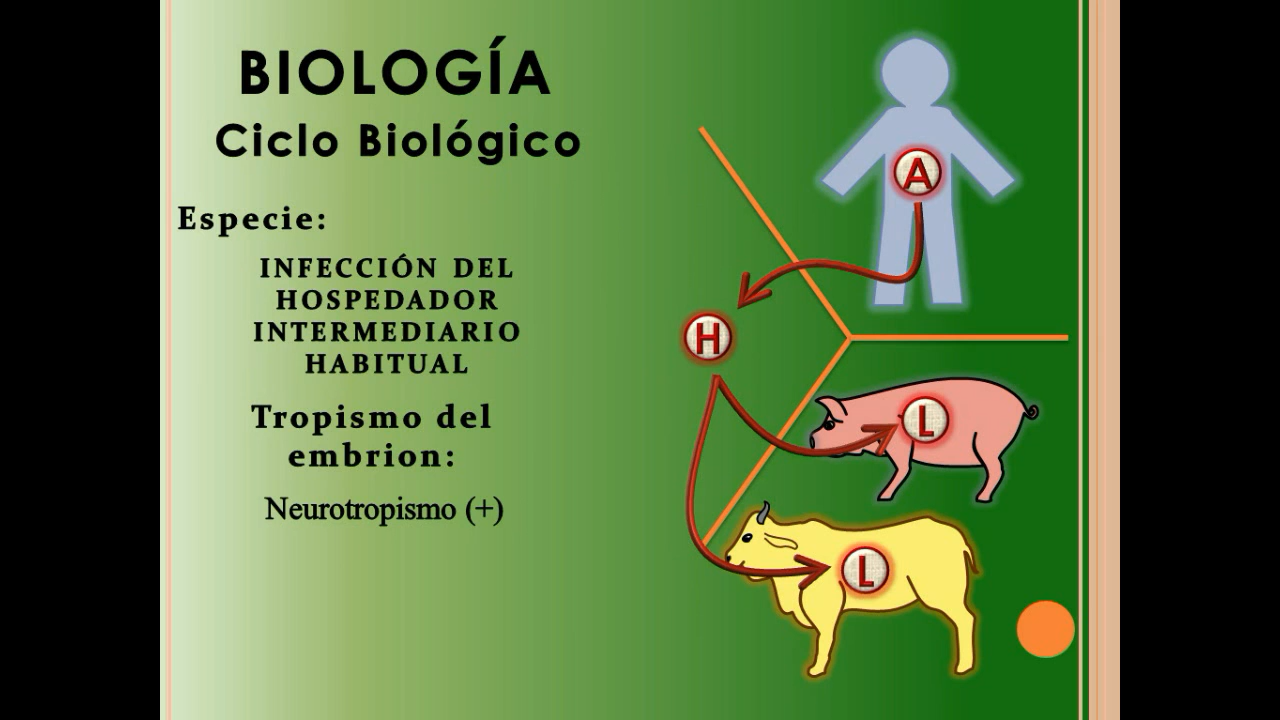 BIOLOGÍA
Ciclo Biológico
Especie:
INFECCIÓN DEL
HOSPEDADOR
INTERMEDIARIO
HABITUAL
Tropismo del
embrion:
Neurotropismo (+)
A
H
L
L